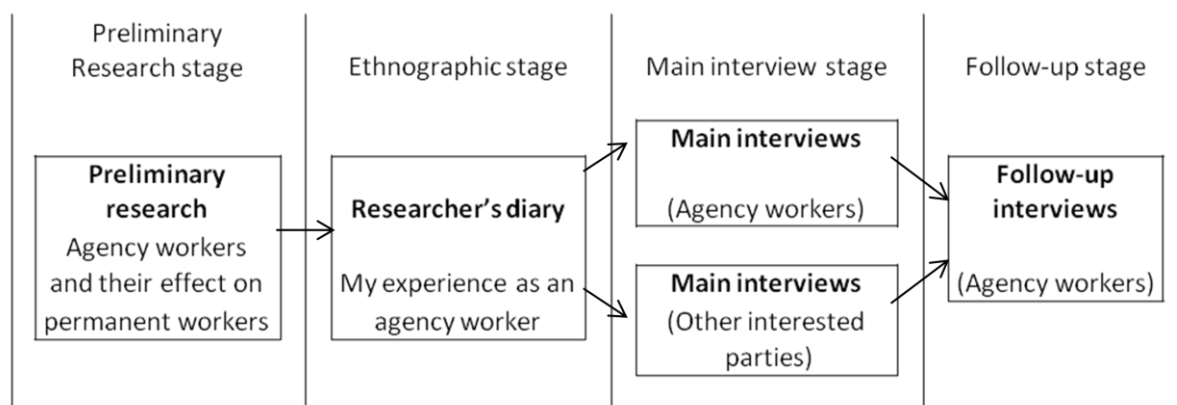 Preliminary
Research stage
Ethnographic stage
Main interview stage
Follow-up stage
Preliminary
research
Agency workers
and their effect on
permanent workers
Researcher's diary
My experience as an
agency worker
Main interviews
(Agency workers)
Main interviews
(Other interested
parties)
Follow-up
interviews
(Agency workers)